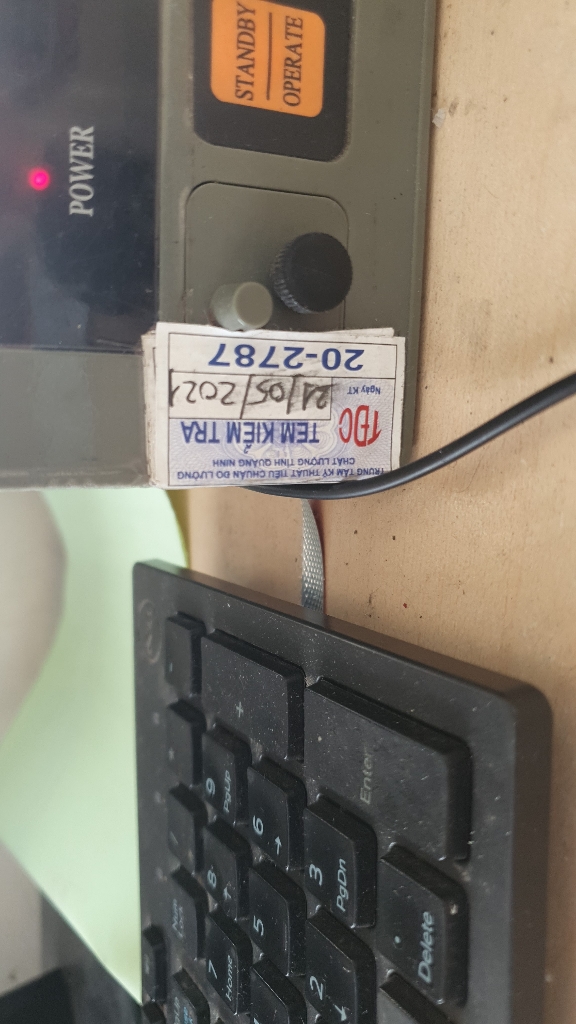 STANDBY
OPERATE
POWER
TRUNG TÂM KỸ THUẬT TIÊU CHUẨN ĐO LƯỜNG
CHẤT LƯỢNG TỈNH QUẢNG NINH
TDC
TEM KIỂM TRA
Ngày KT
21/05/2021
20-2787
-
+
Enter
9
PgUp
6
→
3
PgDn
8
↑
5
2
.
Delete
7
Home
Num
Lock